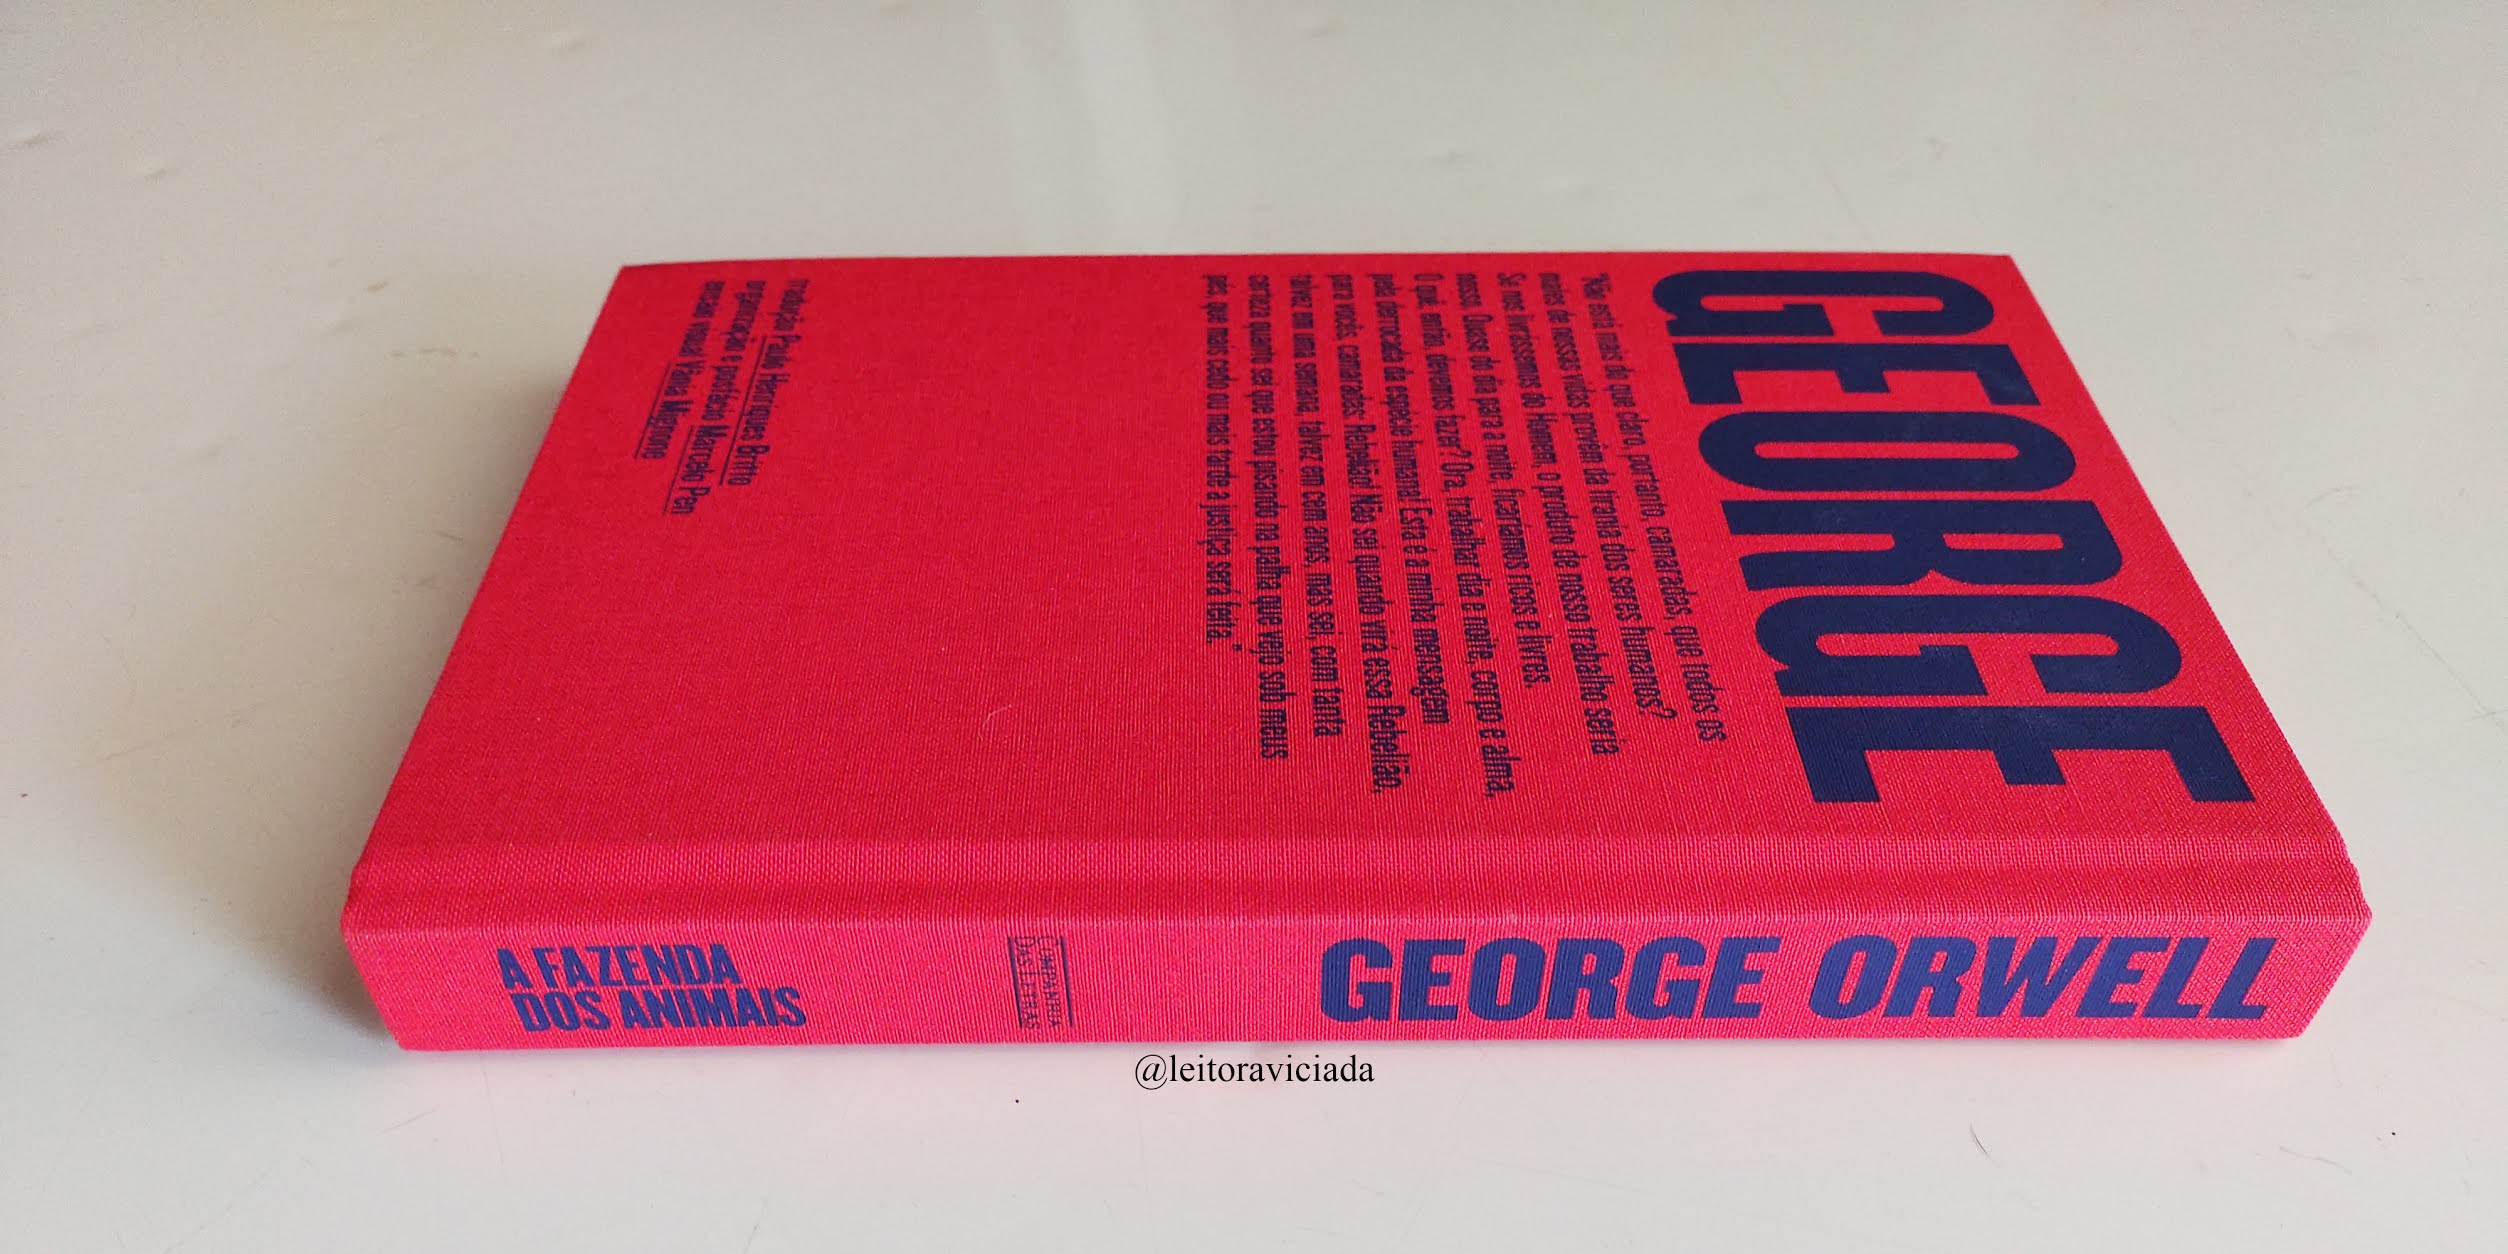 GEORGE
"Não está mais do que claro, portanto, camaradas, que todos os
males de nossas vidas provêm da tirania dos seres humanos?
Se nos livrássemos do Homem, o produto de nosso trabalho seria
nosso. Quase do dia para a noite, ficaríamos ricos e livres.
O que, então, devemos fazer? Ora, trabalhar dia e noite, corpo e alma,
pela derrocada da espécie humana! Esta é a minha mensagem
para vocês, camaradas: Rebelião! Não sei quando virá essa Rebelião,
talvez em uma semana, talvez em cem anos, mas sei, com tanta
certeza quanto sei que estou pisando na palha que vejo sob meus
pés, que mais cedo ou mais tarde a justiça será feita."
tradução Paulo Henriques Britto
organização e posfácio Marcelo Pen
ensaio visual Vânia Mignone
A FAZENDA
DOS ANIMAIS
COMPANHIA
DAS LETRAS
GEORGE ORWELL
@leitoraviciada